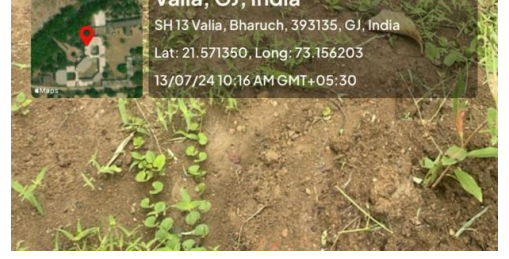 Valia, GJ, India
SH 13 Valia, Bharuch, 393135, GJ, India
Lat: 21.571350, Long: 73.156203
13/07/24 10:16 AM GMT+05:30
Maps